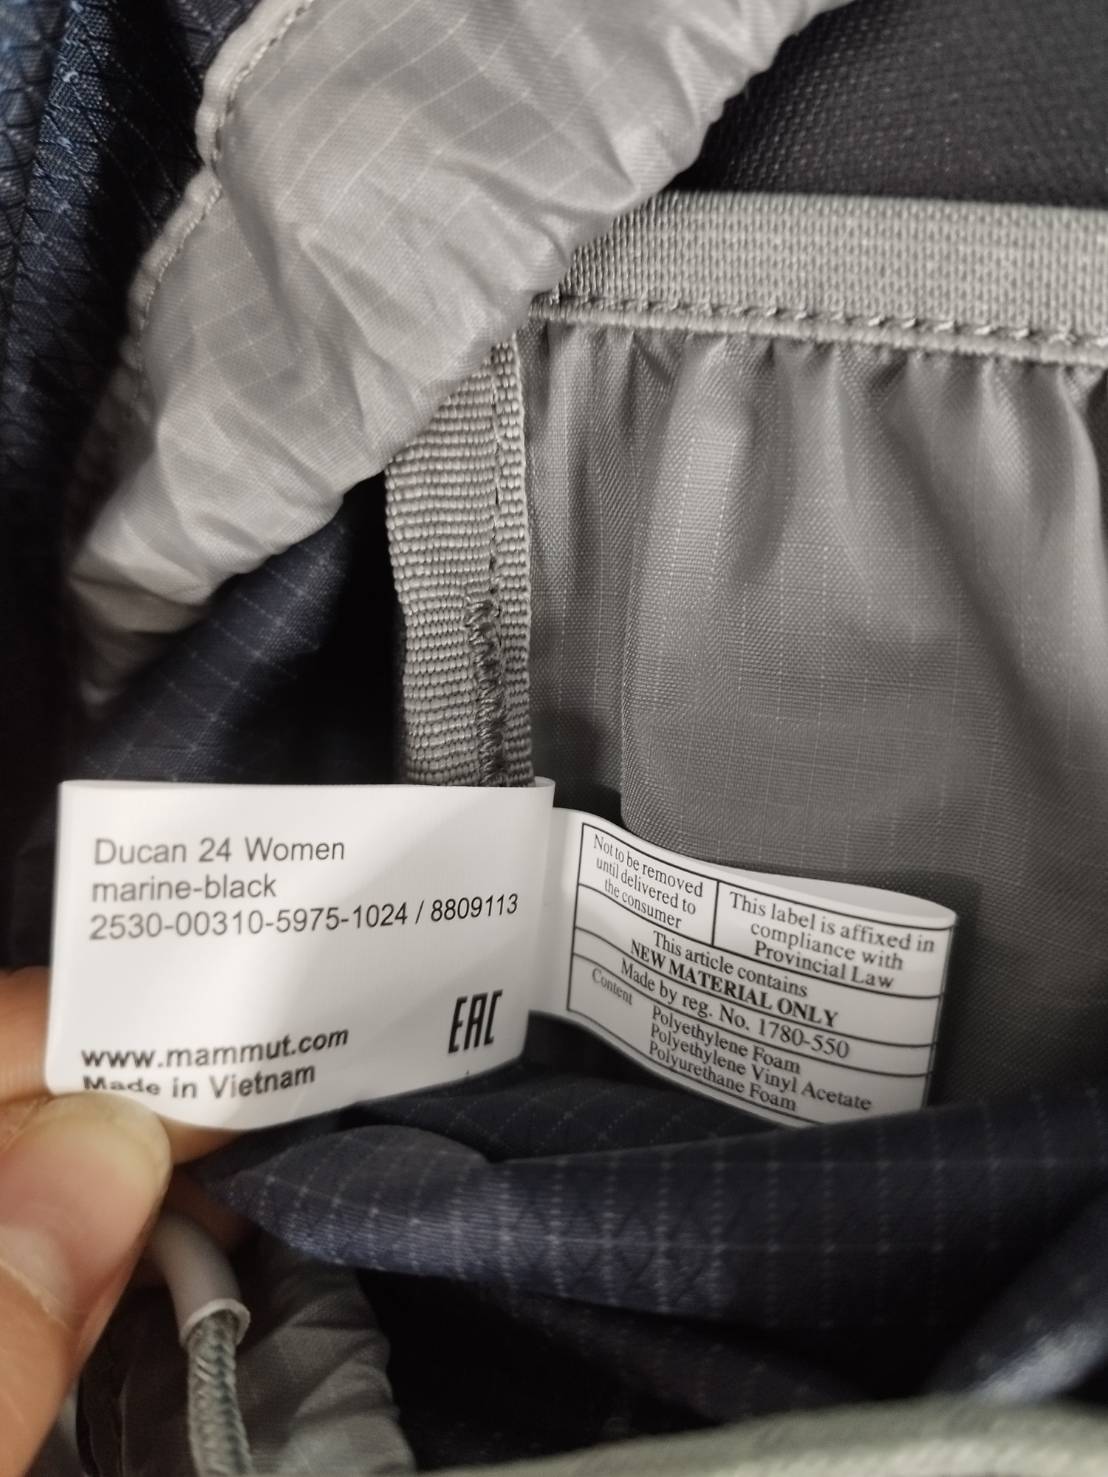 Ducan 24 Women
marine-black
2530-00310-5975-1024 / 8809113
EAC
www.mammut.com
Made in Vietnam
Not to be removed
until delivered to
the consumer
This label is affixed in
compliance with
Provincial Law
This article contains
NEW MATERIAL ONLY
Made by reg. No. 1780-550
Content
Polyethylene Foam
Polyethylene Vinyl Acetate
Polyurethane Foam